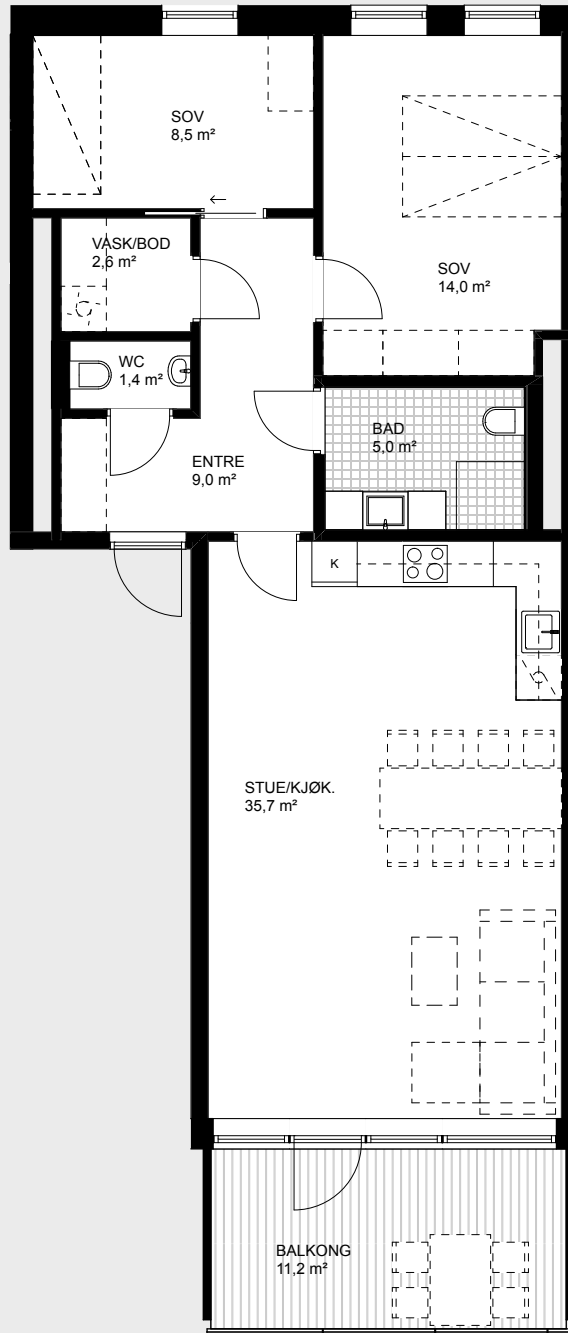 SOV
8,5 m²
VASK/BOD
2,6 m²
SOV
14,0 m²
WC
1,4 m²
BAD
5,0 m²
ENTRE
9,0 m²
K
STUE/KJØK.
35,7 m²
BALKONG
11,2 m²